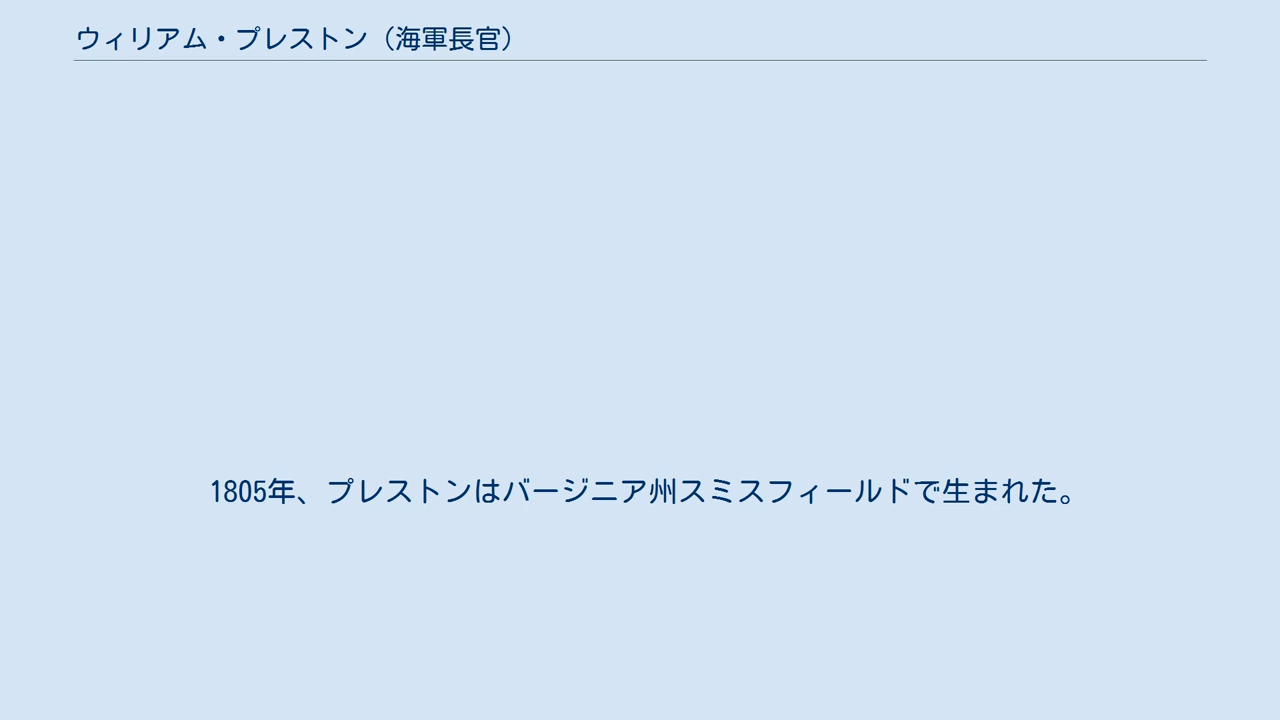 ウィリアム・プレストン（海軍長官）
1805年、プレストンはバージニア州スミスフィールドで生まれた。